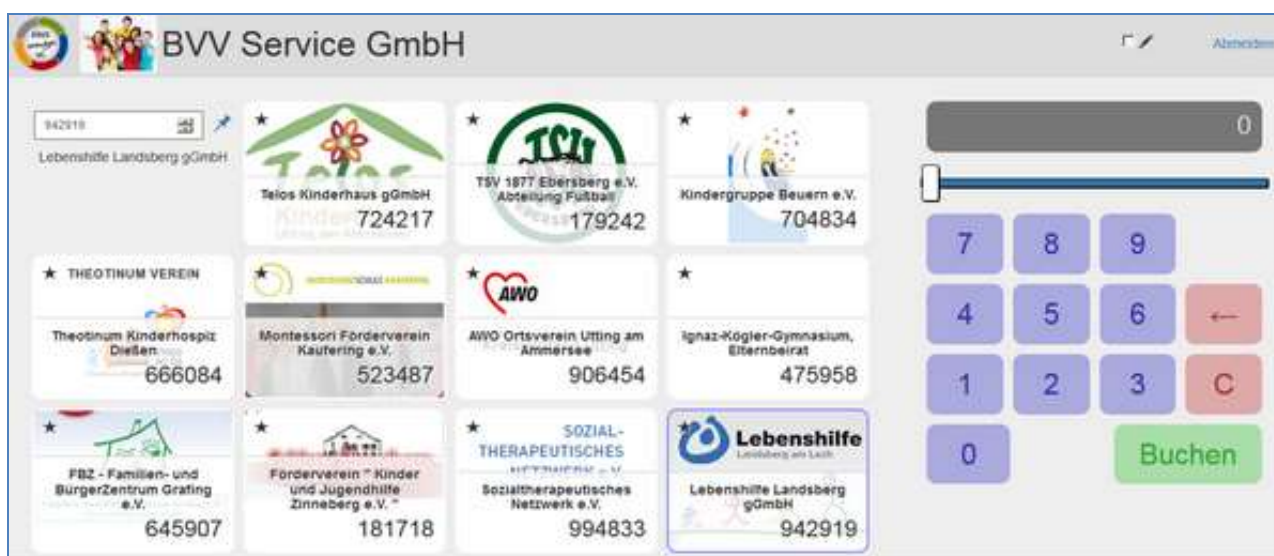 BVV Service GmbH
Abmelden
942919
Lebenshilfe Landsberg gGmbH
Telos
Telos Kinderhaus gGmbH
724217
TSV
TSV 1877 Ebersberg e.V.
Abteilung Fußball
179242
Kindergruppe Beuern e.V.
704834
THEOTINUM VEREIN
Theotinum Kinderhospiz
Dießen
666084
Montessori Förderverein
Kaufering e.V.
523487
AWO
AWO Ortsverein Utting am
Ammersee
906454
Ignaz-Kögler-Gymnasium,
Elternbeirat
475958
FBZ - Familien- und
BürgerZentrum Grafing
e.V.
645907
Förderverein " Kinder
und Jugendhilfe
Zinneberg e.V. "
181718
SOZIAL-
THERAPEUTISCHES
NETZWERK e.V.
Sozialtherapeutisches
Netzwerk e.V.
994833
Lebenshilfe
Landsberg am Lech
Lebenshilfe Landsberg
gGmbH
942919
0
7 8 9
4 5 6 ←
1 2 3 C
0 Buchen